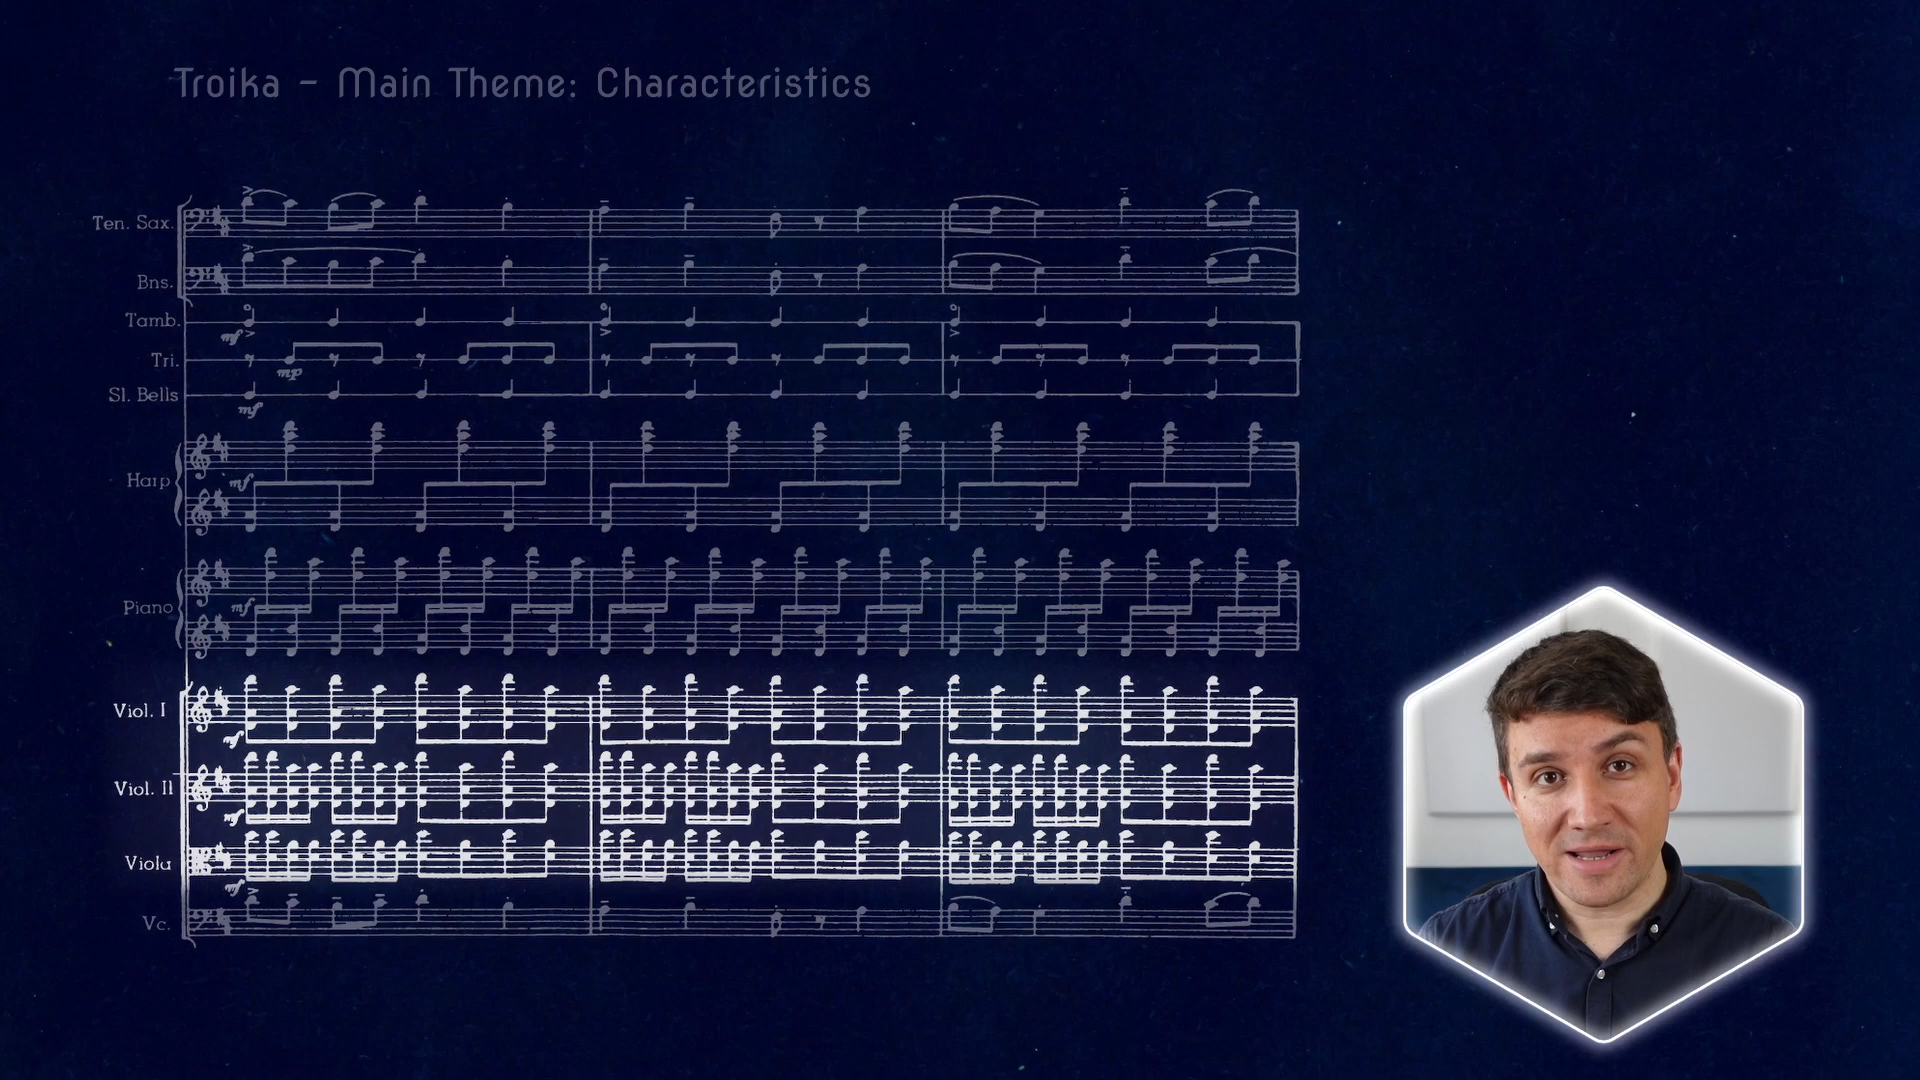 Troika – Main Theme: Characteristics
Ten. Sax.
Bns.
Tamb.
mf
Tri.
mp
Sl. Bells
mf
Harp
mf
Piano
mf
Viol. I
mf
Viol. II
mf
Viola
mf
Vc.